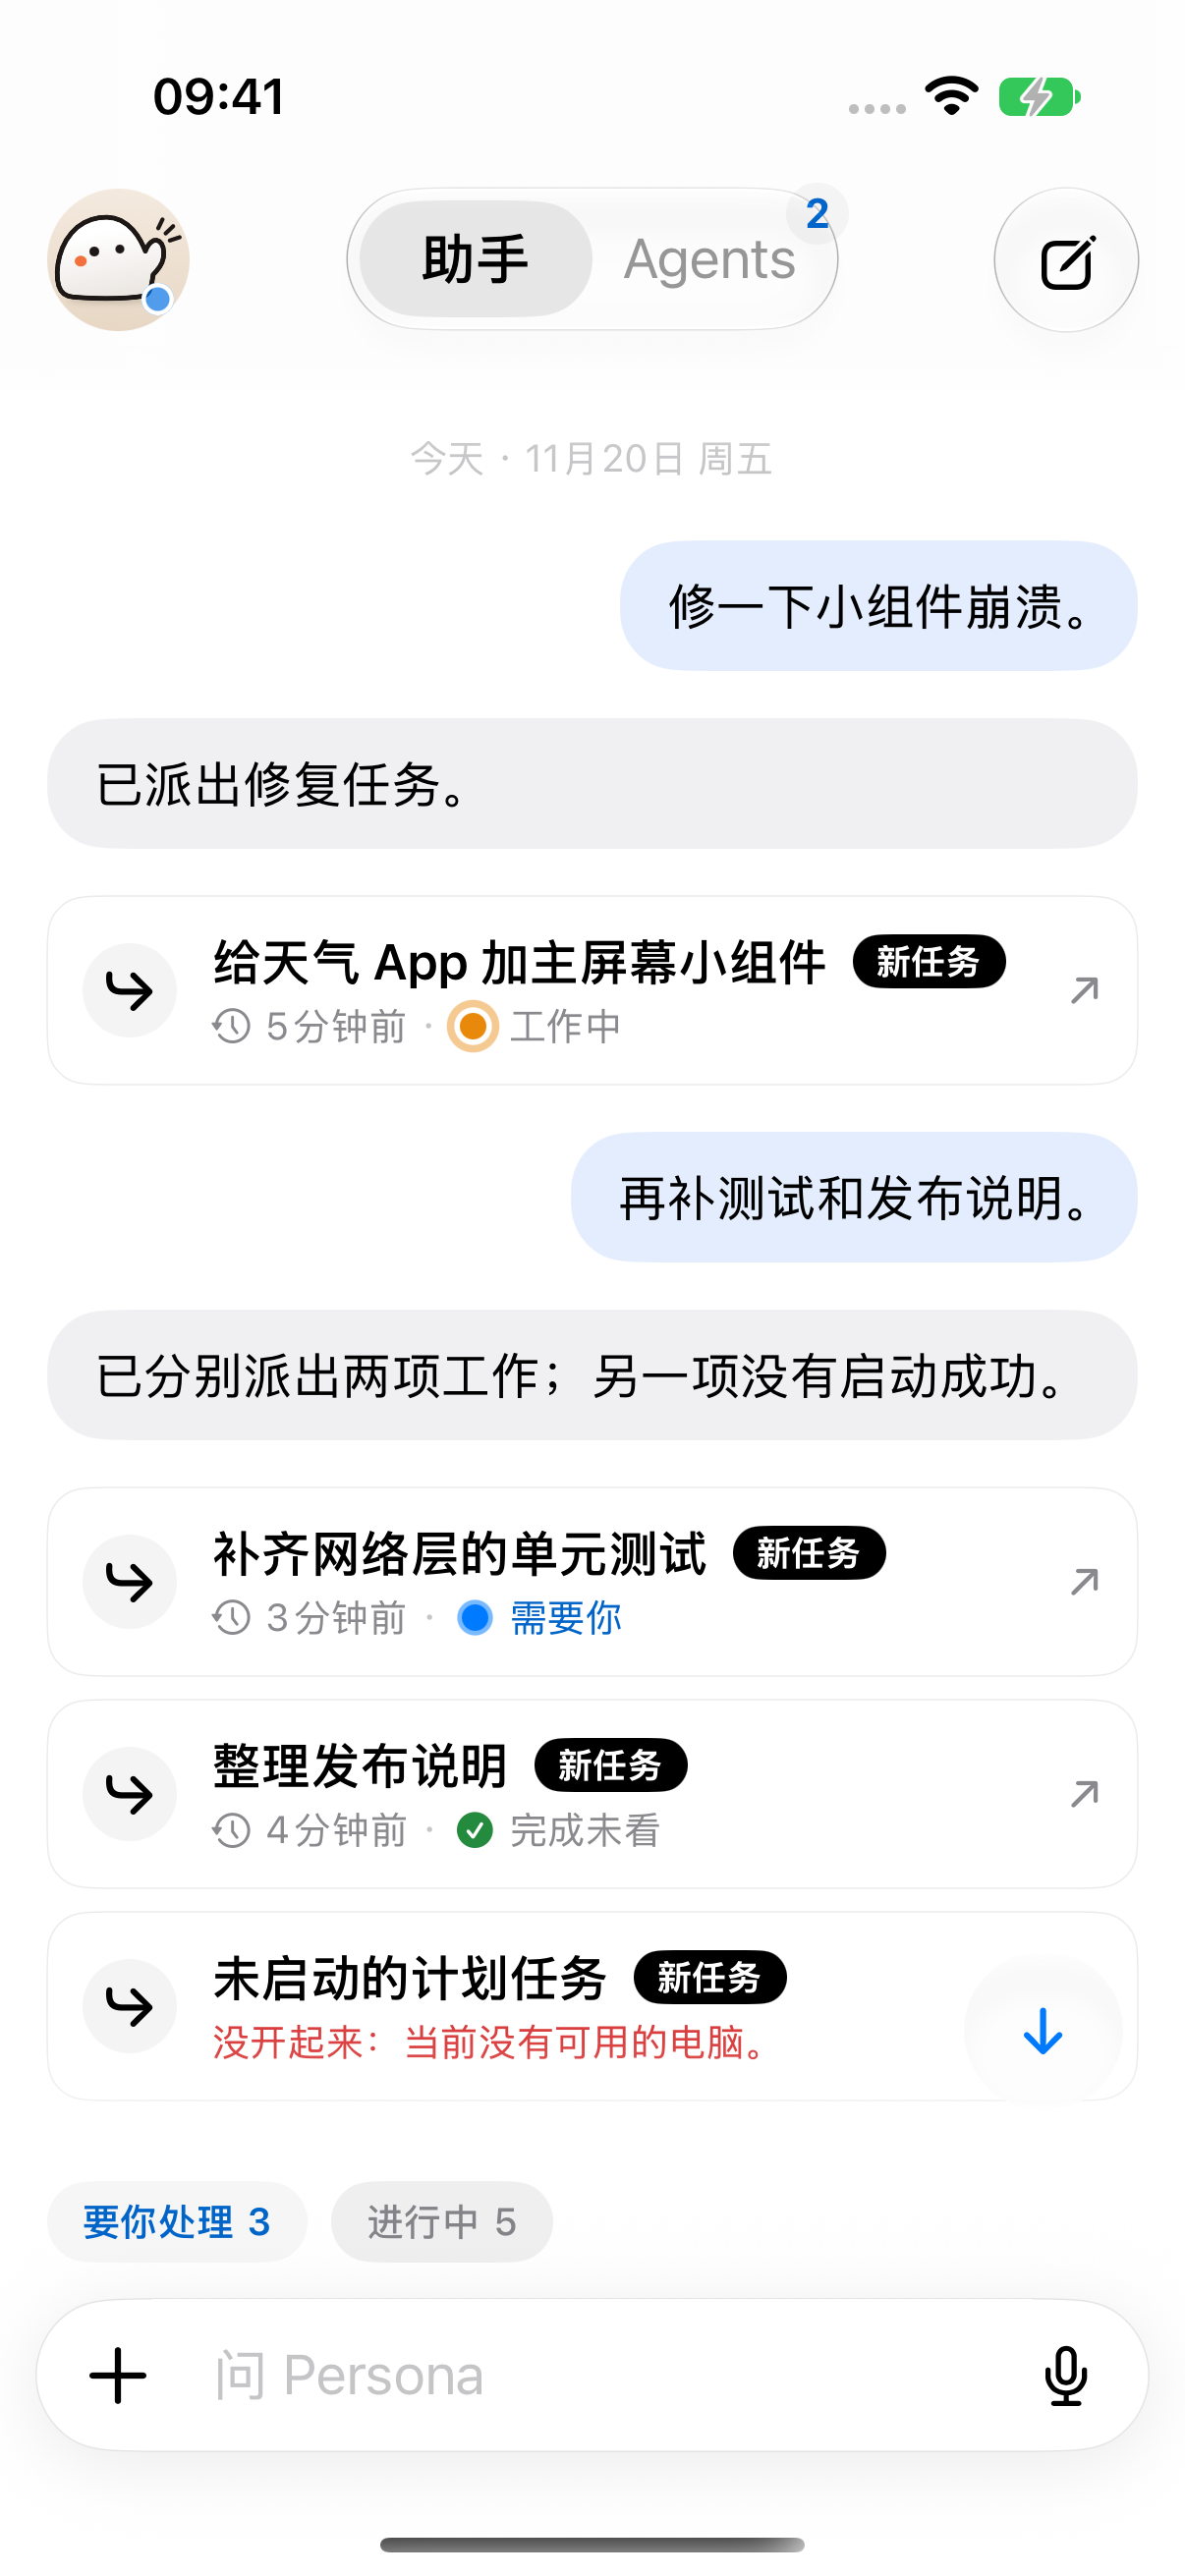 09:41
助手
Agents
2
今天 · 11月20日 周五
修一下小组件崩溃。
已派出修复任务。
给天气 App 加主屏幕小组件 新任务
5分钟前 · 工作中
再补测试和发布说明。
已分别派出两项工作；另一项没有启动成功。
补齐网络层的单元测试 新任务
3分钟前 · 需要你
整理发布说明 新任务
4分钟前 · 完成未看
未启动的计划任务 新任务
没开起来：当前没有可用的电脑。
要你处理 3
进行中 5
问 Persona